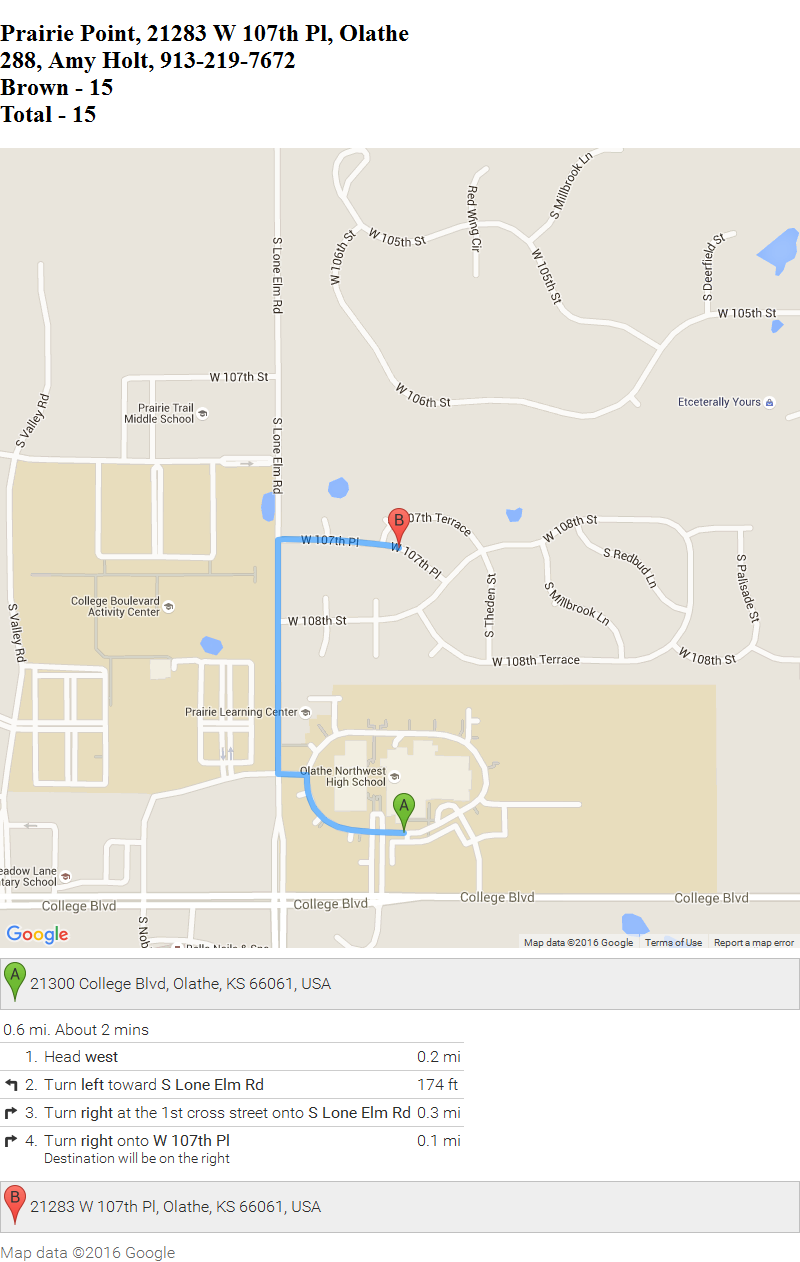 Prairie Point, 21283 W 107th Pl, Olathe
288, Amy Holt, 913-219-7672
Brown - 15
Total - 15
S Millbrook Ln
Red Wing Cir
W 105th St
W 106th St
S Lone Elm Rd
S Deerfield St
W 105th St
W 105th St
W 107th St
S Valley Rd
W 106th St
Etceterally Yours
Prairie Trail
Middle School
S Lone Elm Rd
B
07th Terrace
W 107th Pl
W 107th Pl
W 108th St
S Redbud Ln
S Palisade St
College Boulevard
Activity Center
S Valley Rd
W 108th St
S Theden St
S Millbrook Ln
W 108th Terrace
W 108th St
Prairie Learning Center
Olathe Northwest
High School
A
eadow Lane
tary School
College Blvd
College Blvd
College Blvd
College Blvd
S Nob
Google
Map data ©2016 Google
Terms of Use
Report a map error
A
21300 College Blvd, Olathe, KS 66061, USA
0.6 mi. About 2 mins
1. Head west 0.2 mi
2. Turn left toward S Lone Elm Rd 174 ft
3. Turn right at the 1st cross street onto S Lone Elm Rd 0.3 mi
4. Turn right onto W 107th Pl 0.1 mi
Destination will be on the right
B
21283 W 107th Pl, Olathe, KS 66061, USA
Map data ©2016 Google